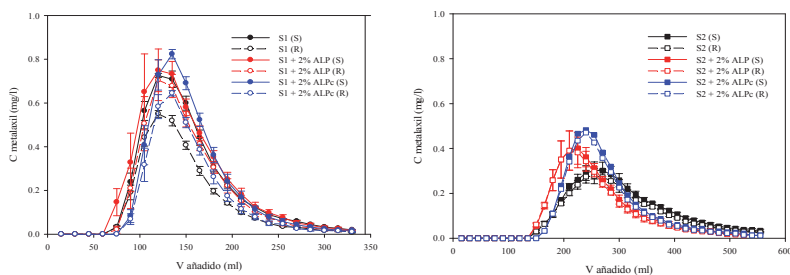 1.0
0.8
0.6
0.4
0.2
0.0
C metalaxil (mg/l)
0 50 100 150 200 250 300 350
V añadido (ml)
S1 (S)
S1 (R)
S1 + 2% ALP (S)
S1 + 2% ALP (R)
S1 + 2% ALPc (S)
S1 + 2% ALPc (R)
1.0
0.8
0.6
0.4
0.2
0.0
C metalaxil (mg/l)
0 100 200 300 400 500 600
V añadido (ml)
S2 (S)
S2 (R)
S2 + 2% ALP (S)
S2 + 2% ALP (R)
S2 + 2% ALPc (S)
S2 + 2% ALPc (R)